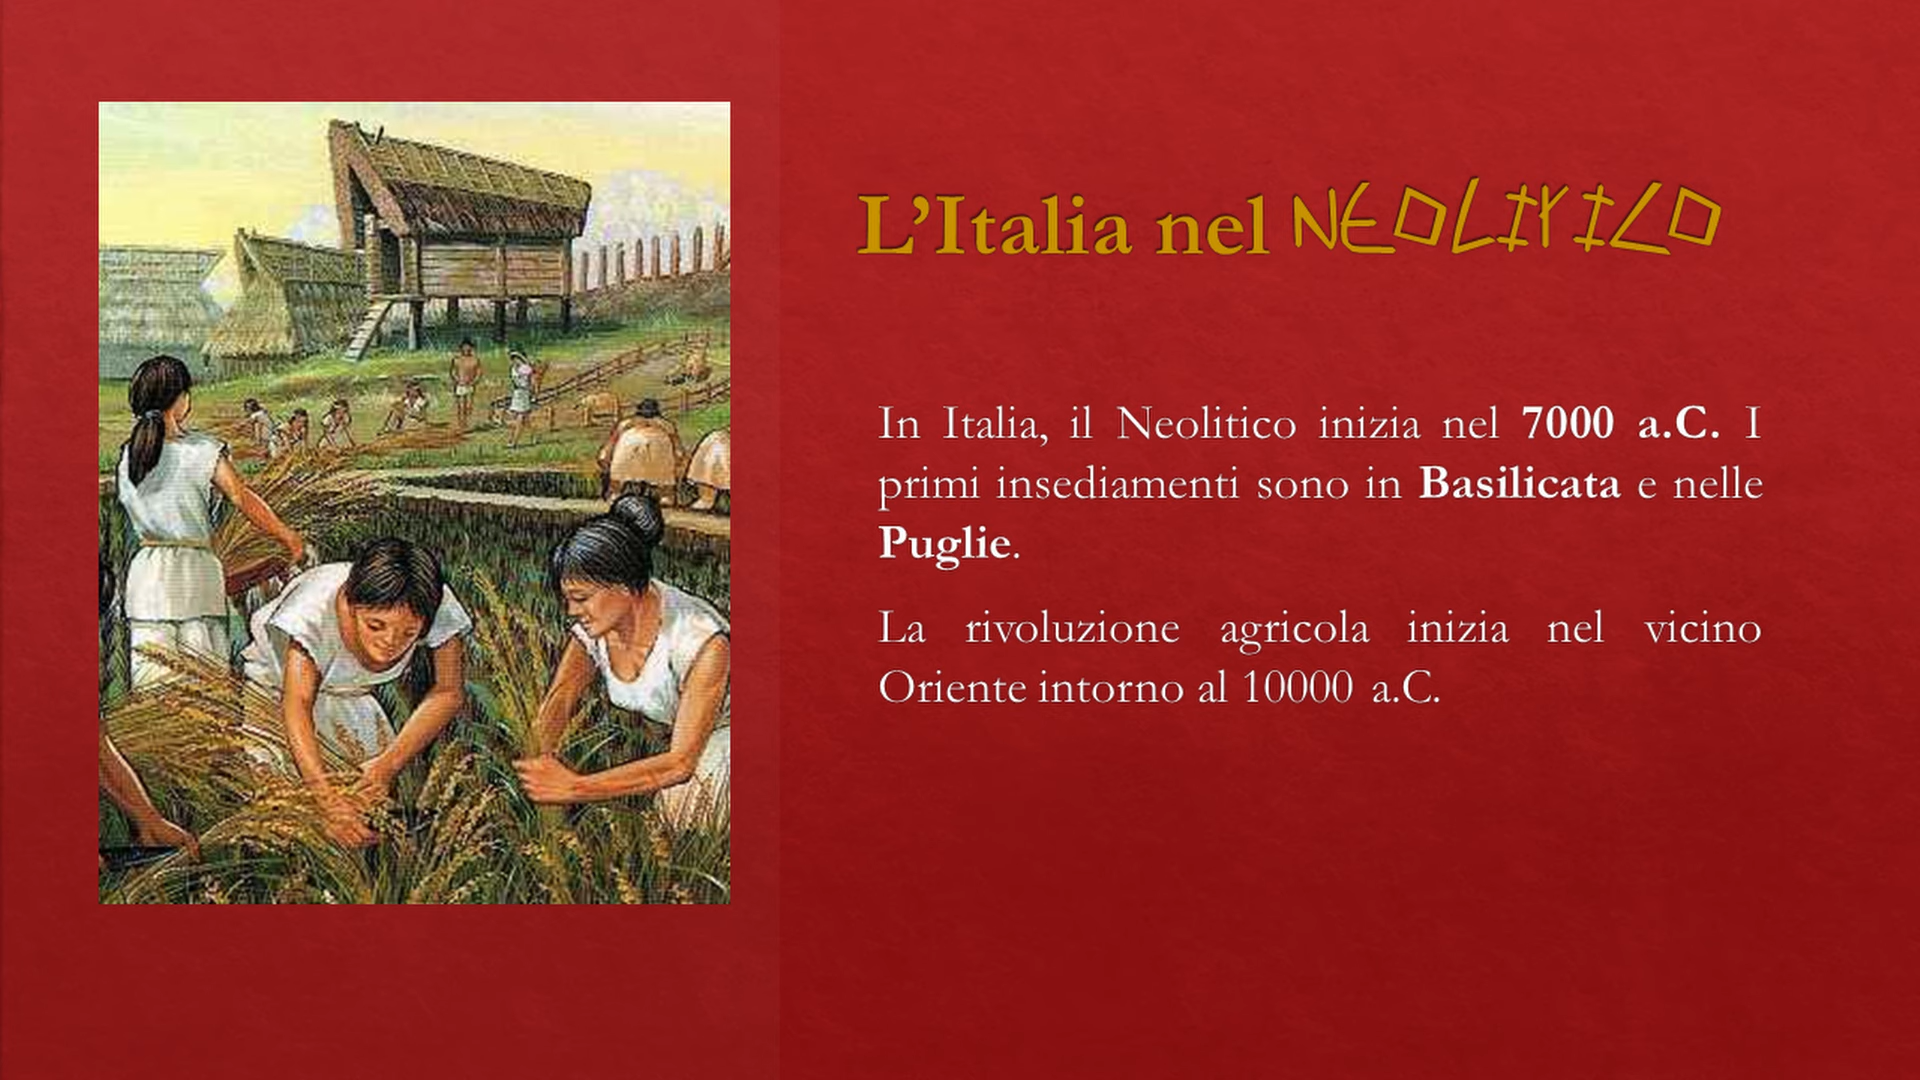 L’Italia nel NEOLITICO
In Italia, il Neolitico inizia nel 7000 a.C. I
primi insediamenti sono in Basilicata e nelle
Puglie.
La rivoluzione agricola inizia nel vicino
Oriente intorno al 10000 a.C.